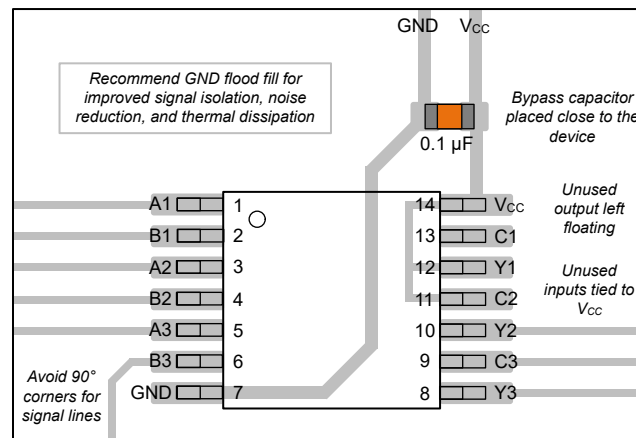 GND VCC
Recommend GND flood fill for
improved signal isolation, noise
reduction, and thermal dissipation
Bypass capacitor
placed close to the
device
0.1 µF
A1 1 14 VCC
B1 2 13 C1
A2 3 12 Y1
B2 4 11 C2
A3 5 10 Y2
B3 6 9 C3
GND 7 8 Y3
Unused
output left
floating
Unused
inputs tied to
VCC
Avoid 90°
corners for
signal lines